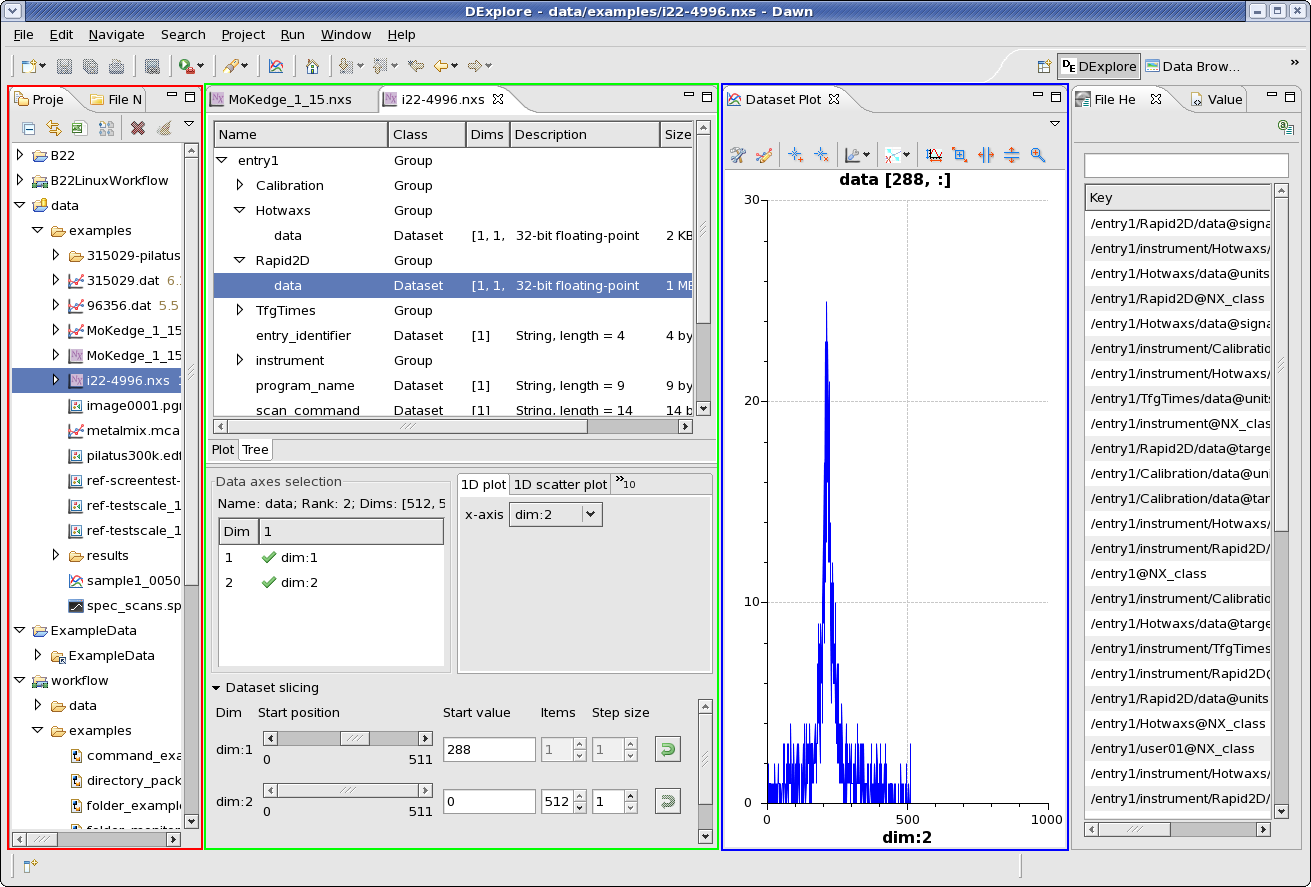 DExplore - data/examples/i22-4996.nxs - Dawn
File Edit Navigate Search Project Run Window Help
DExplore Data Brow... »
Proje File N
B22
B22LinuxWorkflow
data
examples
315029-pilatus
315029.dat 6.
96356.dat 5.5
MoKedge_1_15
MoKedge_1_15
i22-4996.nxs 1
image0001.pgr
metalmix.mca
pilatus300k.edf
ref-screentest-
ref-testscale_1
ref-testscale_1
results
sample1_0050
spec_scans.sp
ExampleData
ExampleData
workflow
data
examples
command_exa
directory_pack
folder_example
folder_monitor
MoKedge_1_15.nxs i22-4996.nxs
Name Class Dims Description Size
entry1 Group
Calibration Group
Hotwaxs Group
data Dataset [1, 1, 32-bit floating-point 2 KB
Rapid2D Group
data Dataset [1, 1, 32-bit floating-point 1 MB
TfgTimes Group
entry_identifier Dataset [1] String, length = 4 4 by
instrument Group
program_name Dataset [1] String, length = 9 9 by
scan_command Dataset [1] String, length = 14 14 b
Plot Tree
Data axes selection
Name: data; Rank: 2; Dims: [512, 5
Dim 1
1 dim:1
2 dim:2
1D plot 1D scatter plot »10
x-axis dim:2
Dataset slicing
Dim Start position Start value Items Step size
dim:1 288 1 1
0 511
dim:2 0 512 1
0 511
Dataset Plot
data [288, :]
30
20
10
0
0 500 1000
dim:2
File He Value
Key
/entry1/Rapid2D/data@signa
/entry1/instrument/Hotwaxs/
/entry1/Hotwaxs/data@units
/entry1/Rapid2D@NX_class
/entry1/Hotwaxs/data@signa
/entry1/instrument/Calibratio
/entry1/instrument/Hotwaxs/
/entry1/TfgTimes/data@units
/entry1/instrument@NX_clas
/entry1/Rapid2D/data@targe
/entry1/Calibration/data@uni
/entry1/Calibration/data@tar
/entry1/instrument/Hotwaxs/
/entry1/instrument/Rapid2D/
/entry1@NX_class
/entry1/instrument/Calibratio
/entry1/Hotwaxs/data@targe
/entry1/instrument/TfgTimes
/entry1/instrument/Rapid2D(
/entry1/Rapid2D/data@units
/entry1/Hotwaxs@NX_class
/entry1/user01@NX_class
/entry1/instrument/Hotwaxs/
/entry1/instrument/Rapid2D/